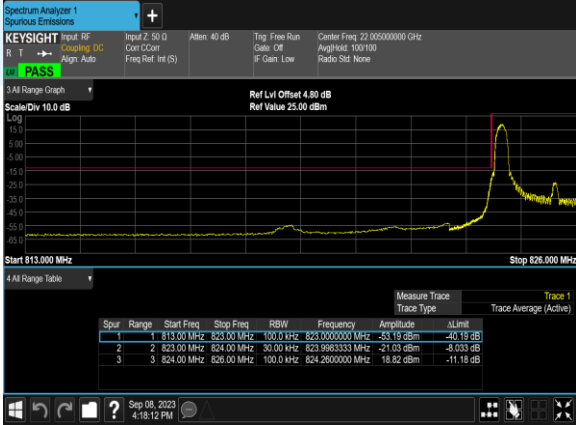 Spectrum Analyzer 1
Spurious Emissions
+
KEYSIGHT Input: RF Input Z: 50 Ω Atten: 40 dB Trig: Free Run Center Freq: 22.005000000 GHz
R T Coupling: DC Corr CCorr Gate: Off Avg|Hold: 100/100
Align: Auto Freq Ref: Int (S) IF Gain: Low Radio Std: None
PASS
3 All Range Graph
Ref Lvl Offset 4.80 dB
Scale/Div 10.0 dB Ref Value 25.00 dBm
Log
15.0
5.00
-5.00
-15.0
-25.0
-35.0
-45.0
-55.0
-65.0
Start 813.000 MHz Stop 826.000 MHz
4 All Range Table
Measure Trace Trace 1
Trace Type Trace Average (Active)
Spur Range Start Freq Stop Freq RBW Frequency Amplitude ΔLimit
1 1 813.00 MHz 823.00 MHz 100.0 kHz 823.0000000 MHz -53.19 dBm -40.19 dB
2 2 823.00 MHz 824.00 MHz 30.00 kHz 823.9983333 MHz -21.03 dBm -8.033 dB
3 3 824.00 MHz 826.00 MHz 100.0 kHz 824.2600000 MHz 18.82 dBm -11.18 dB
? Sep 08, 2023
4:18:12 PM